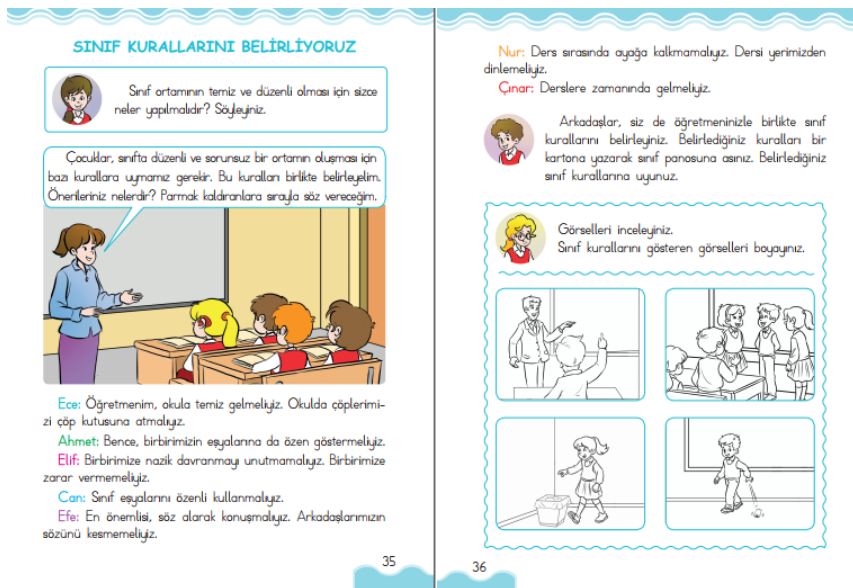 SINIF KURALLARINI BELİRLİYORUZ
Sınıf ortamının temiz ve düzenli olması için sizce
neler yapılmalıdır? Söyleyiniz.
Çocuklar, sınıfta düzenli ve sorunsuz bir ortamın oluşması için
bazı kurallara uymamız gerekir. Bu kuralları birlikte belirleyelim.
Önerileriniz nelerdir? Parmak kaldıranlara sırayla söz vereceğim.
Ece: Öğretmenim, okula temiz gelmeliyiz. Okulda çöplerimi-
zi çöp kutusuna atmalıyız.
Ahmet: Bence, birbirimizin eşyalarına da özen göstermeliyiz.
Elif: Birbirimize nazik davranmayı unutmamalıyız. Birbirimize
zarar vermemeliyiz.
Can: Sınıf eşyalarını özenli kullanmalıyız.
Efe: En önemlisi, söz alarak konuşmalıyız. Arkadaşlarımızın
sözünü kesmemeliyiz.
35
Nur: Ders sırasında ayağa kalkmamalıyız. Dersi yerimizden
dinlemeliyiz.
Çınar: Derslere zamanında gelmeliyiz.
Arkadaşlar, siz de öğretmeninizle birlikte sınıf
kurallarını belirleyiniz. Belirlediğiniz kuralları bir
kartona yazarak sınıf panosuna asınız. Belirlediğiniz
sınıf kurallarına uyunuz.
Görselleri inceleyiniz.
Sınıf kurallarını gösteren görselleri boyayınız.
36